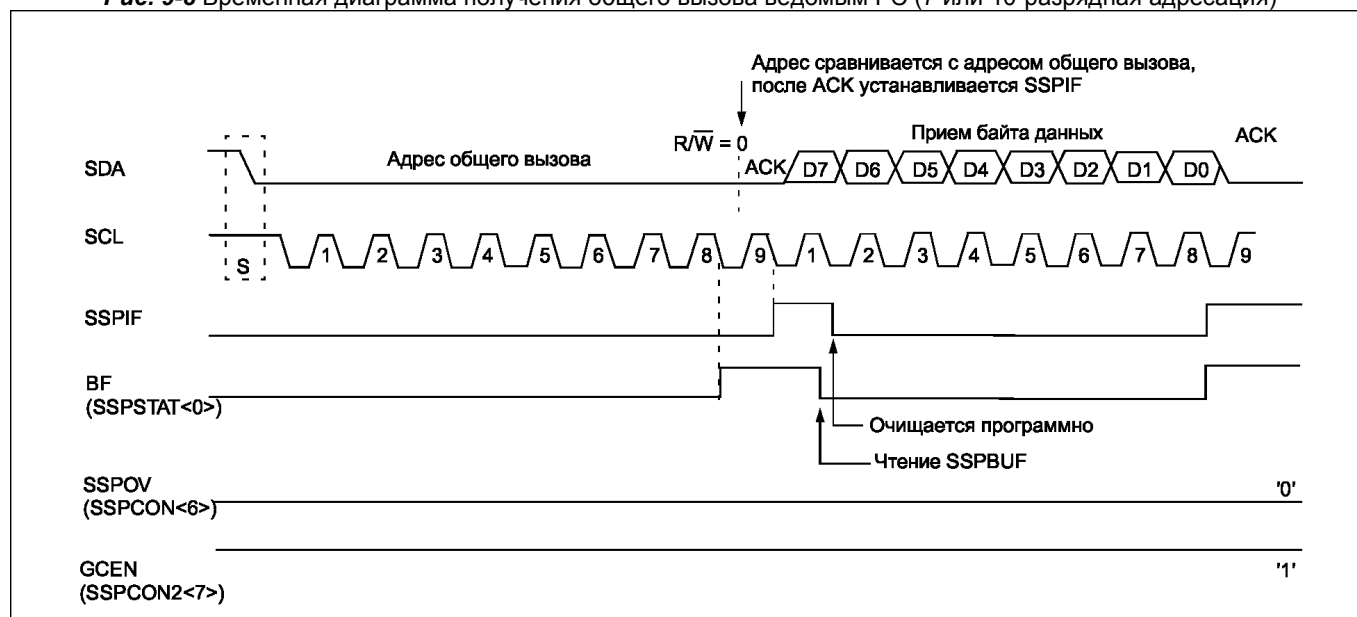 Рис. 9-8 Временная диаграмма получения общего вызова ведомым I²C (7 или 10-разрядная адресация)
Адрес сравнивается с адресом общего вызова,
после ACK устанавливается SSPIF
R/W = 0
Прием байта данных
ACK
SDA
Адрес общего вызова
ACK
D7 D6 D5 D4 D3 D2 D1 D0
SCL
S
1 2 3 4 5 6 7 8 9 1 2 3 4 5 6 7 8 9
SSPIF
BF
(SSPSTAT<0>)
Очищается программно
Чтение SSPBUF
SSPOV
(SSPCON<6>)
'0'
GCEN
(SSPCON2<7>)
'1'